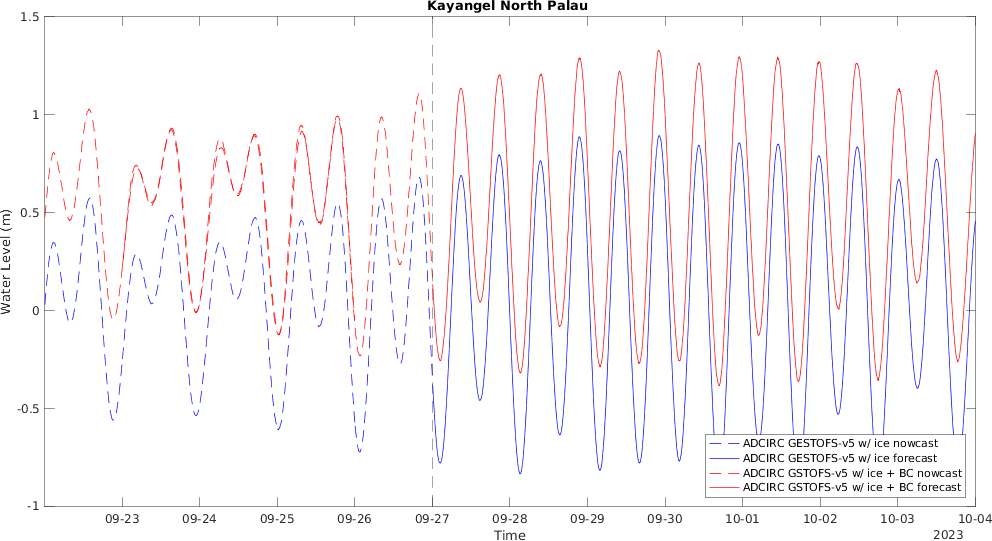 Kayangel North Palau
1.5
1
0.5
0
-0.5
-1
Water Level (m)
ADCIRC GESTOFS-v5 w/ ice nowcast
ADCIRC GESTOFS-v5 w/ ice forecast
ADCIRC GSTOFS-v5 w/ ice + BC nowcast
ADCIRC GSTOFS-v5 w/ ice + BC forecast
09-23 09-24 09-25 09-26 09-27 09-28 09-29 09-30 10-01 10-02 10-03 10-04
Time
2023